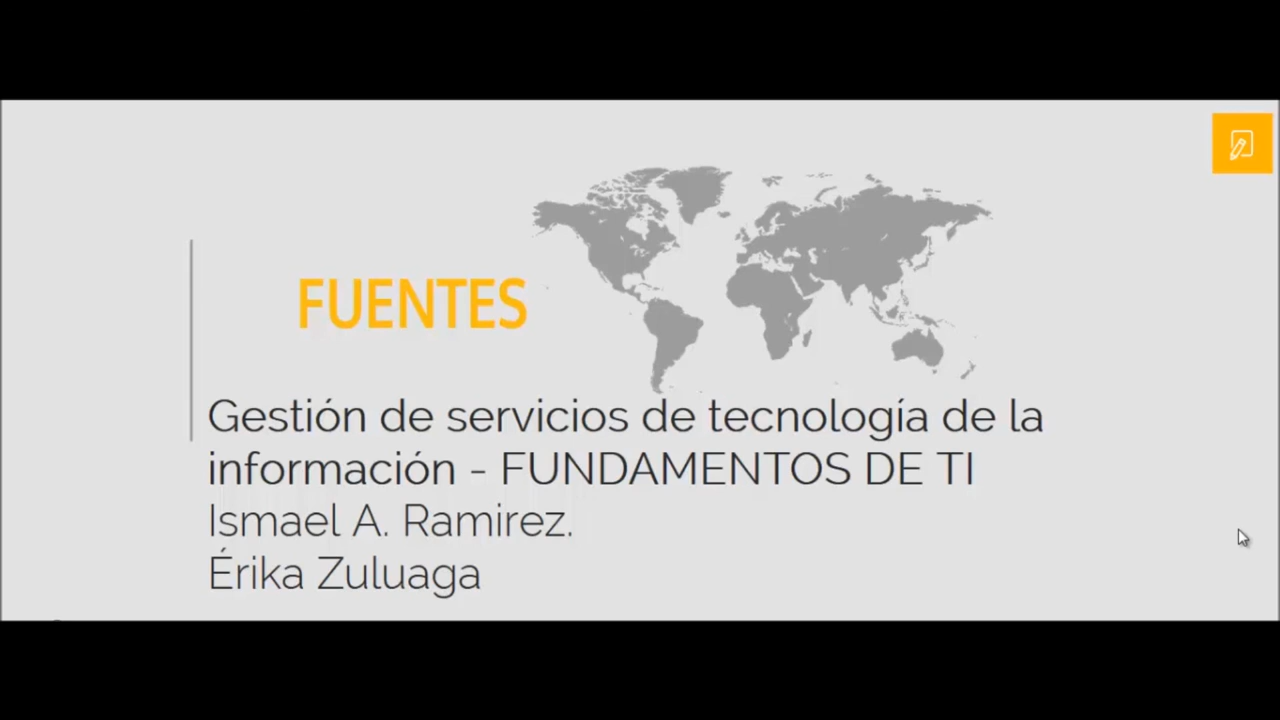 FUENTES
Gestión de servicios de tecnología de la
información - FUNDAMENTOS DE TI
Ismael A. Ramirez.
Érika Zuluaga